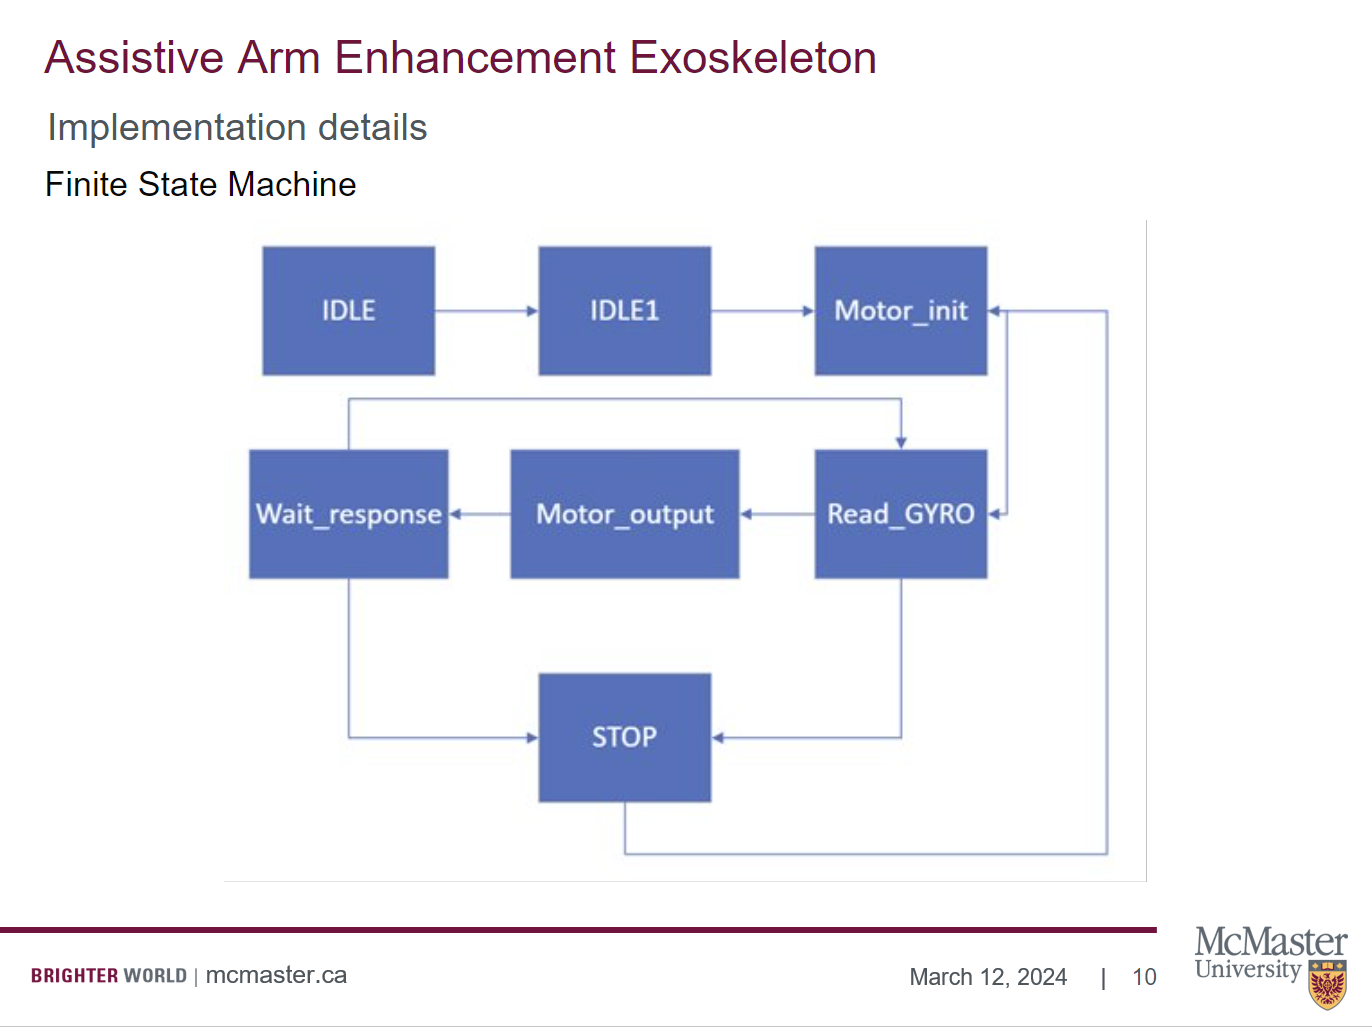 Assistive Arm Enhancement Exoskeleton
Implementation details
Finite State Machine
IDLE
IDLE1
Motor_init
Wait_response
Motor_output
Read_GYRO
STOP
BRIGHTER WORLD | mcmaster.ca
March 12, 2024 | 10
McMaster
University